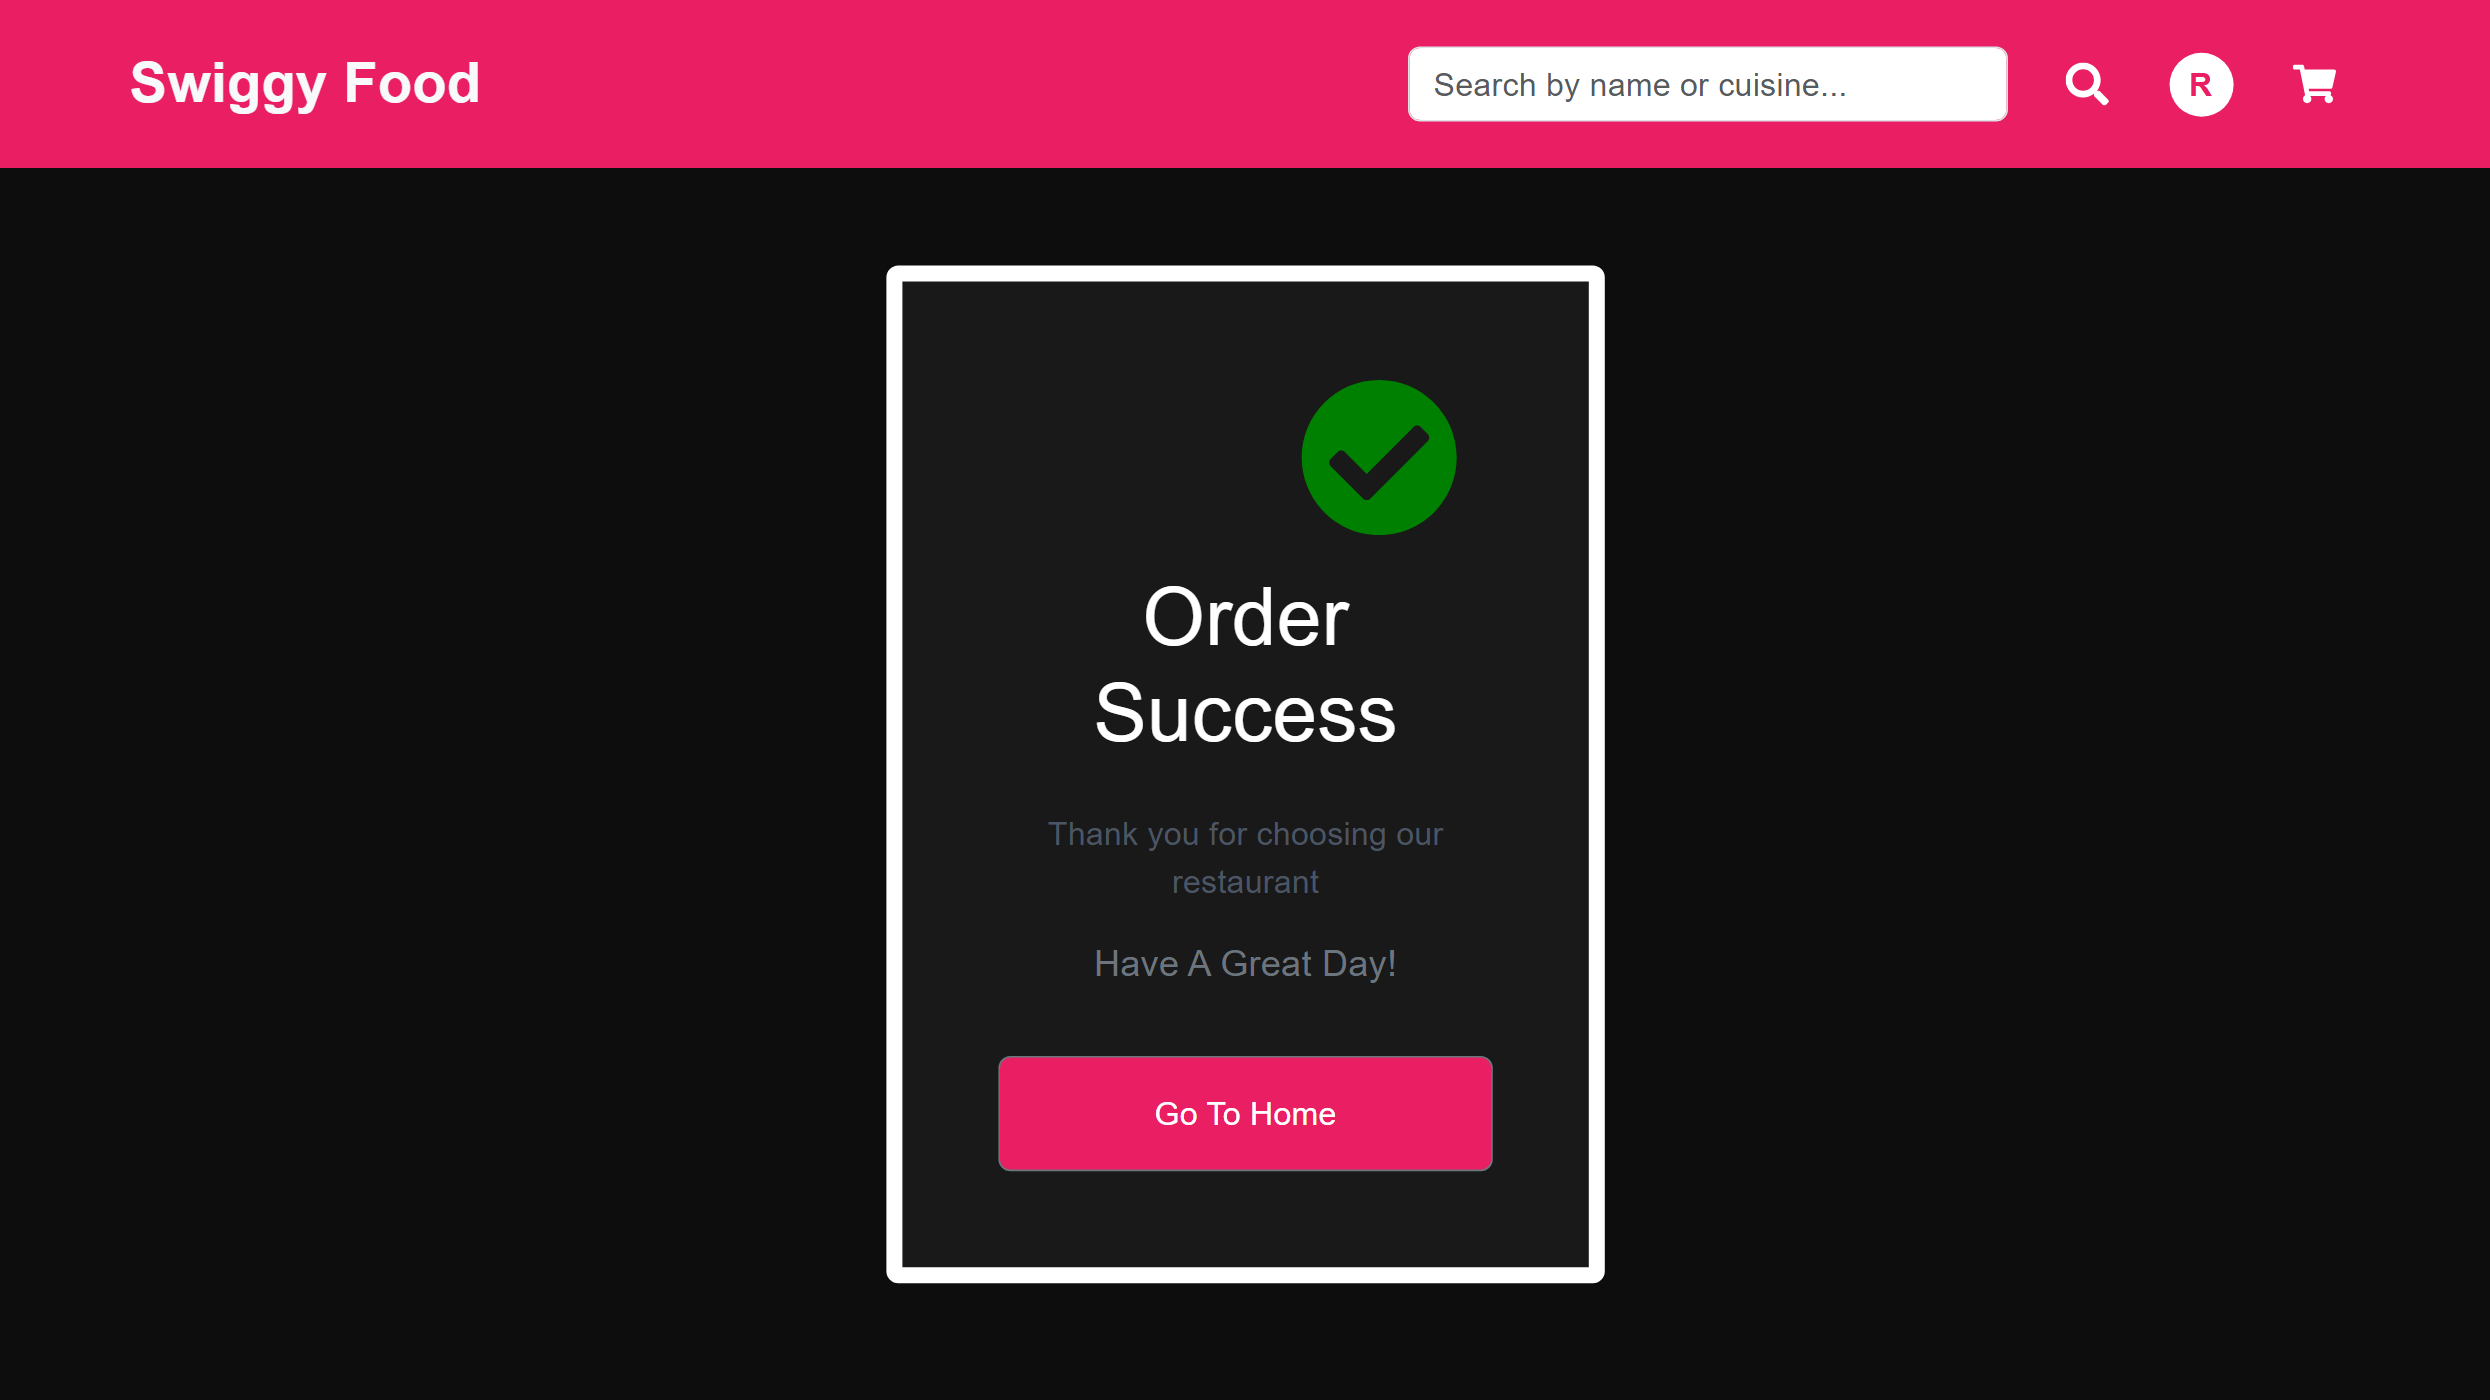 Swiggy Food
Search by name or cuisine...
R
Order
Success
Thank you for choosing our
restaurant
Have A Great Day!
Go To Home